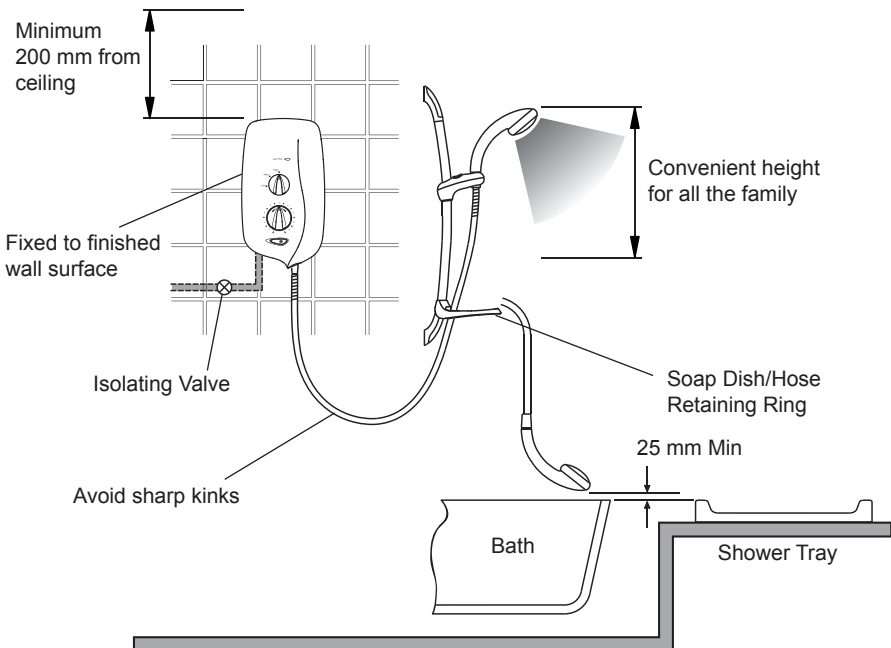 Minimum
200 mm from
ceiling
Convenient height
for all the family
Fixed to finished
wall surface
Isolating Valve
Soap Dish/Hose
Retaining Ring
25 mm Min
Avoid sharp kinks
Bath
Shower Tray